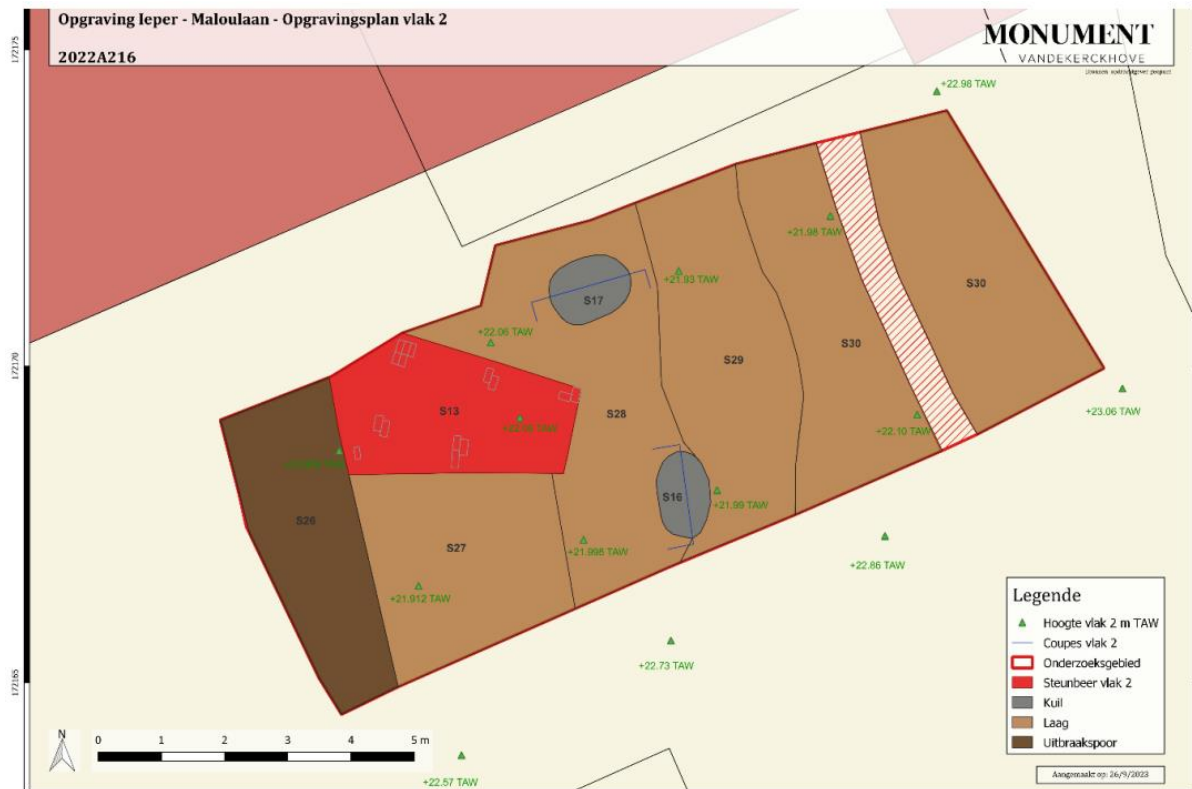 Opgraving Ieper - Maloulaan - Opgravingsplan vlak 2
2022A216
MONUMENT
VANDEKERCKHOVE
172175
172170
172165
+22.98 TAW
+21.98 TAW
S17
+21.93 TAW
S30
+22.06 TAW
S30
S29
+23.06 TAW
S13
S28
+22.10 TAW
TAW
S16
+21.99 TAW
S26
S27
+21.998 TAW
+22.86 TAW
+21.912 TAW
+22.73 TAW
+22.57 TAW
N
0 1 2 3 4 5 m
Legende
Hoogte vlak 2 m TAW
Coupes vlak 2
Onderzoeksgebied
Steunbeer vlak 2
Kuil
Laag
Uitbraakspoor
Aangemaakt op: 26/9/2023